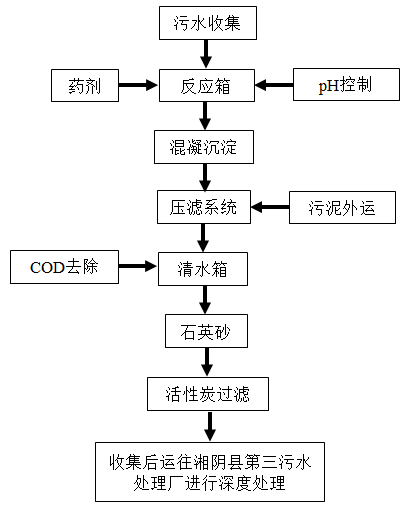 污水收集
药剂
反应箱
pH控制
混凝沉淀
压滤系统
污泥外运
COD去除
清水箱
石英砂
活性炭过滤
收集后运往湘阴县第三污水
处理厂进行深度处理